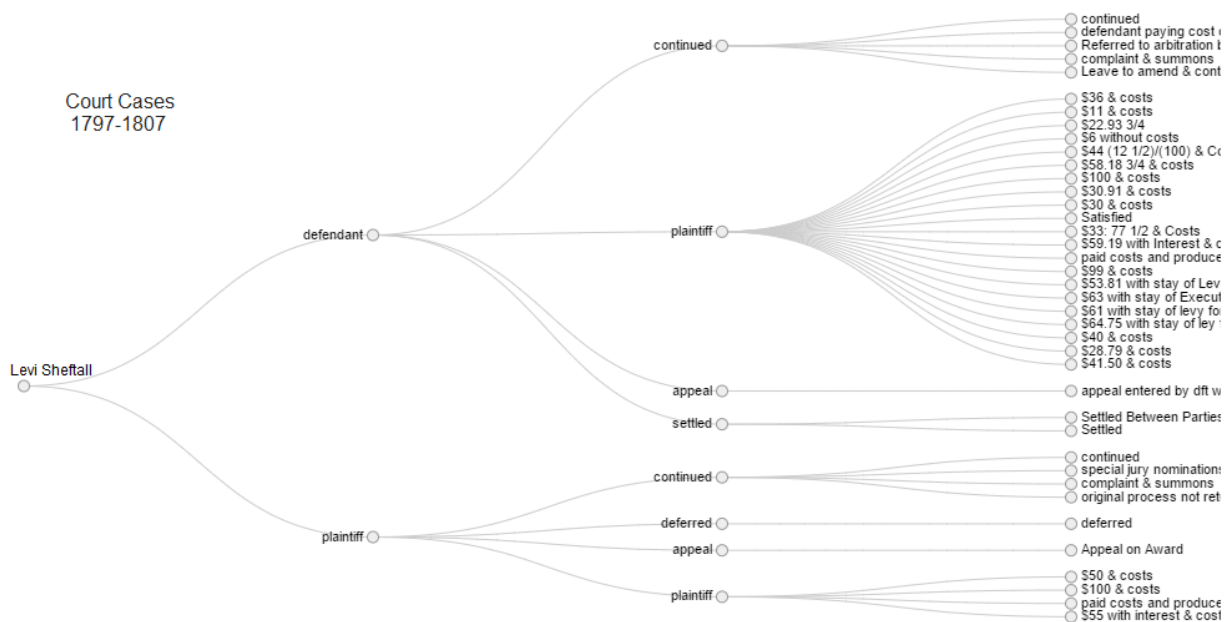 Court Cases
1797-1807
Levi Sheftall
defendant
continued
continued
defendant paying cost
Referred to arbitration
complaint & summons
Leave to amend &
plaintiff
$36 & costs
$11 & costs
$22.93 3/4
$6 without costs
$44 (12 1/2)/(100) &
$58.18 3/4 & costs
$100 & costs
$30.91 & costs
$30 & costs
Satisfied
$33: 77 1/2 & Costs
$59.19 with Interest &
paid costs and produce
$99 & costs
$53.81 with stay of Lev
$63 with stay of Execut
$61 with stay of levy for
$64.75 with stay of ley
$40 & costs
$28.79 & costs
$41.50 & costs
appeal
appeal entered by dft w
settled
Settled Between Parties
Settled
plaintiff
continued
continued
special jury nominations
complaint & summons
original process not
deferred
deferred
appeal
Appeal on Award
plaintiff
$50 & costs
$100 & costs
paid costs and produce
$55 with interest & cost